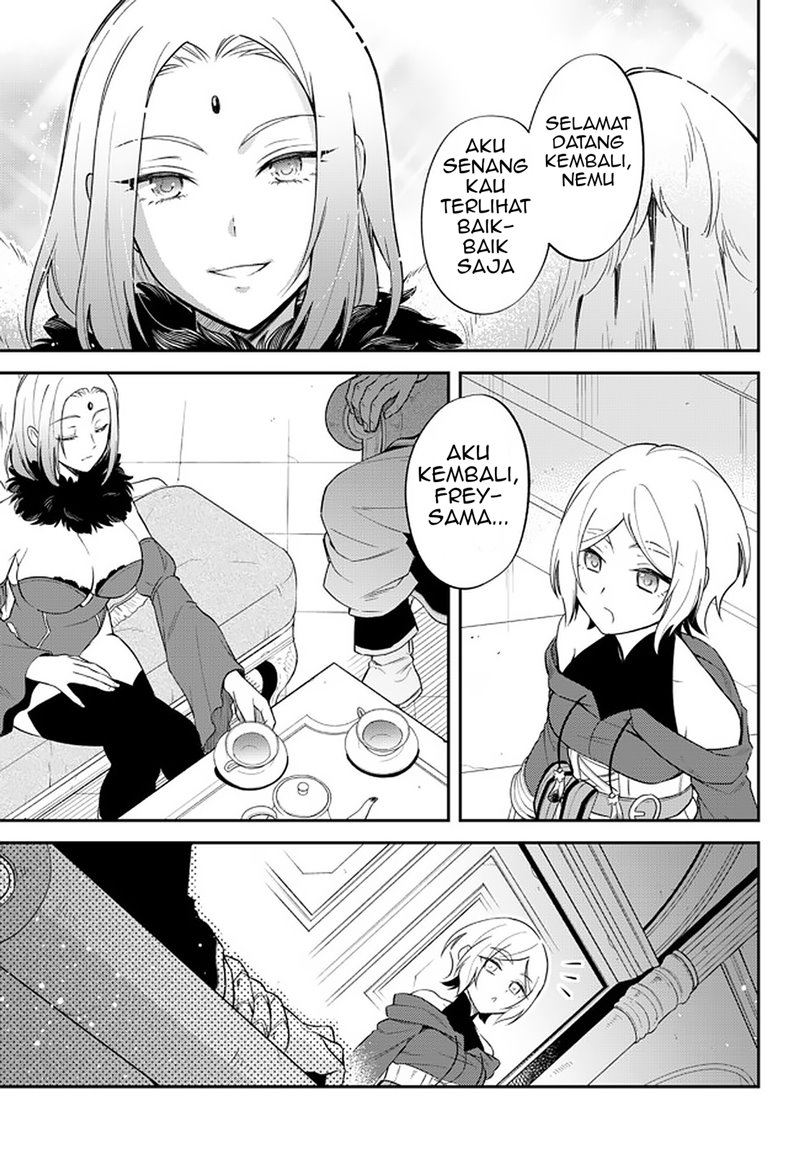 SELAMAT
DATANG
KEMBALI,
NEMU
AKU
SENANG
KAU
TERLIHAT
BAIK-
BAIK
SAJA
AKU
KEMBALI,
FREY-
SAMA...